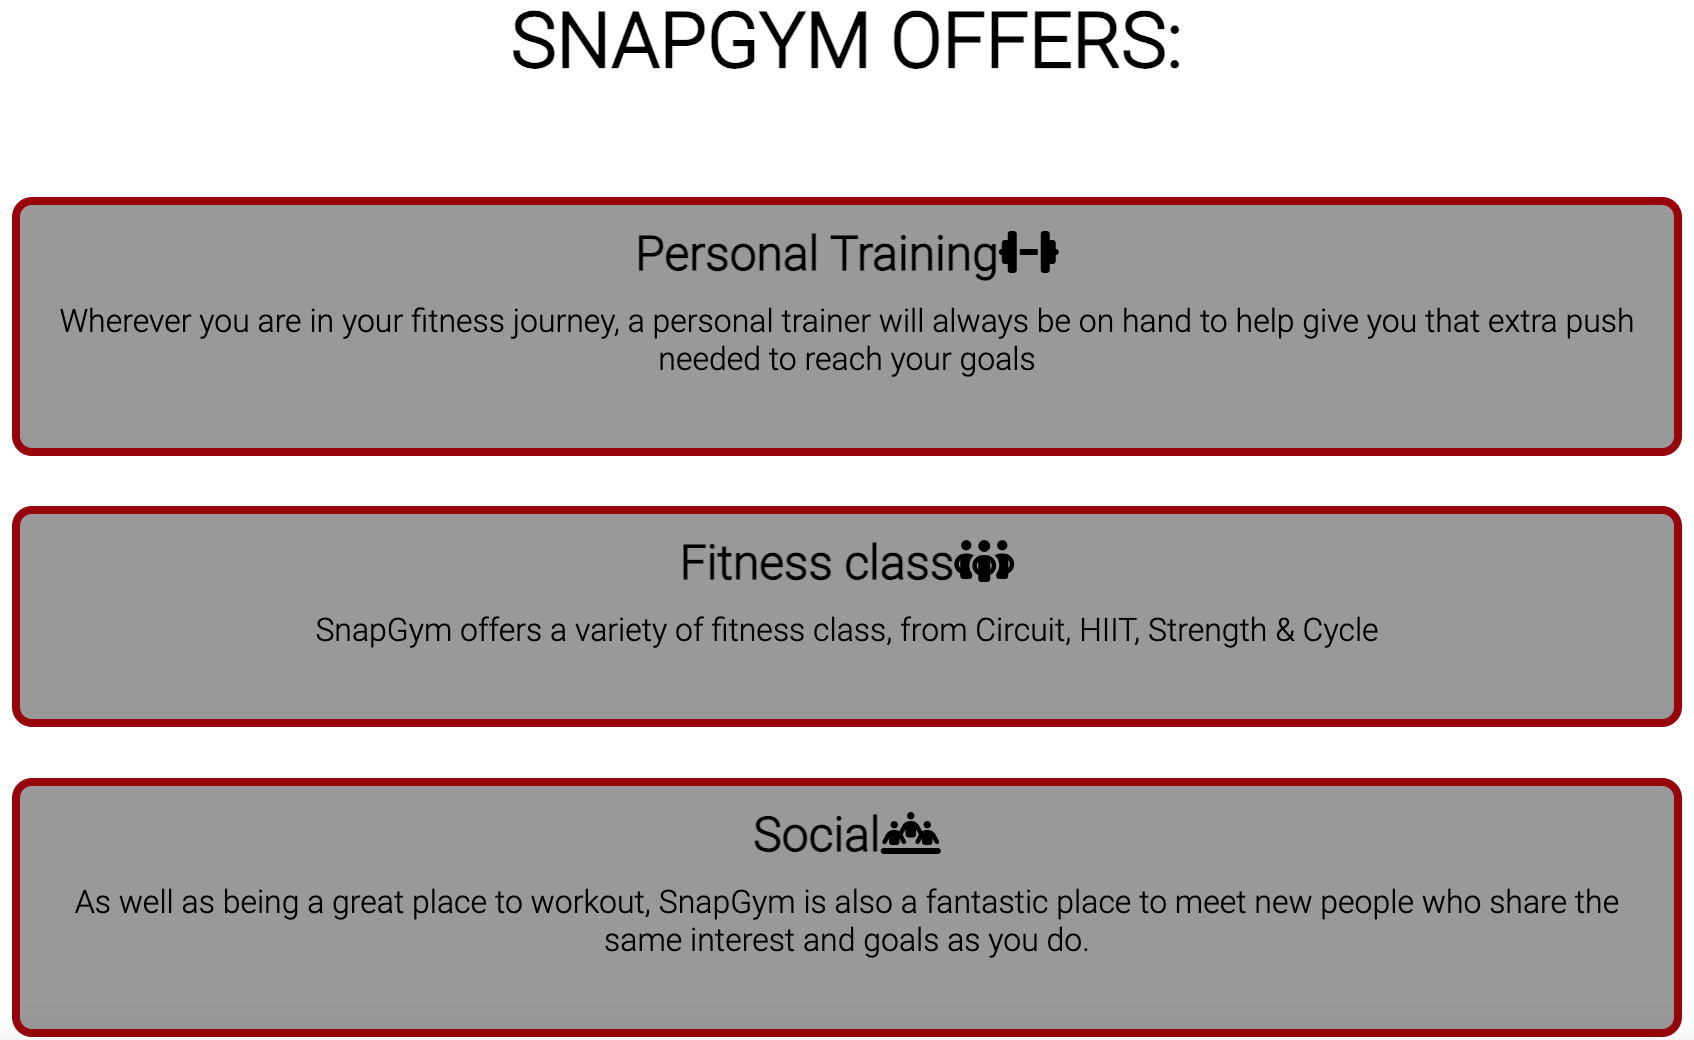 SNAPGYM OFFERS:
Personal Training
Wherever you are in your fitness journey, a personal trainer will always be on hand to help give you that extra push
needed to reach your goals
Fitness class
SnapGym offers a variety of fitness class, from Circuit, HIIT, Strength & Cycle
Social
As well as being a great place to workout, SnapGym is also a fantastic place to meet new people who share the
same interest and goals as you do.